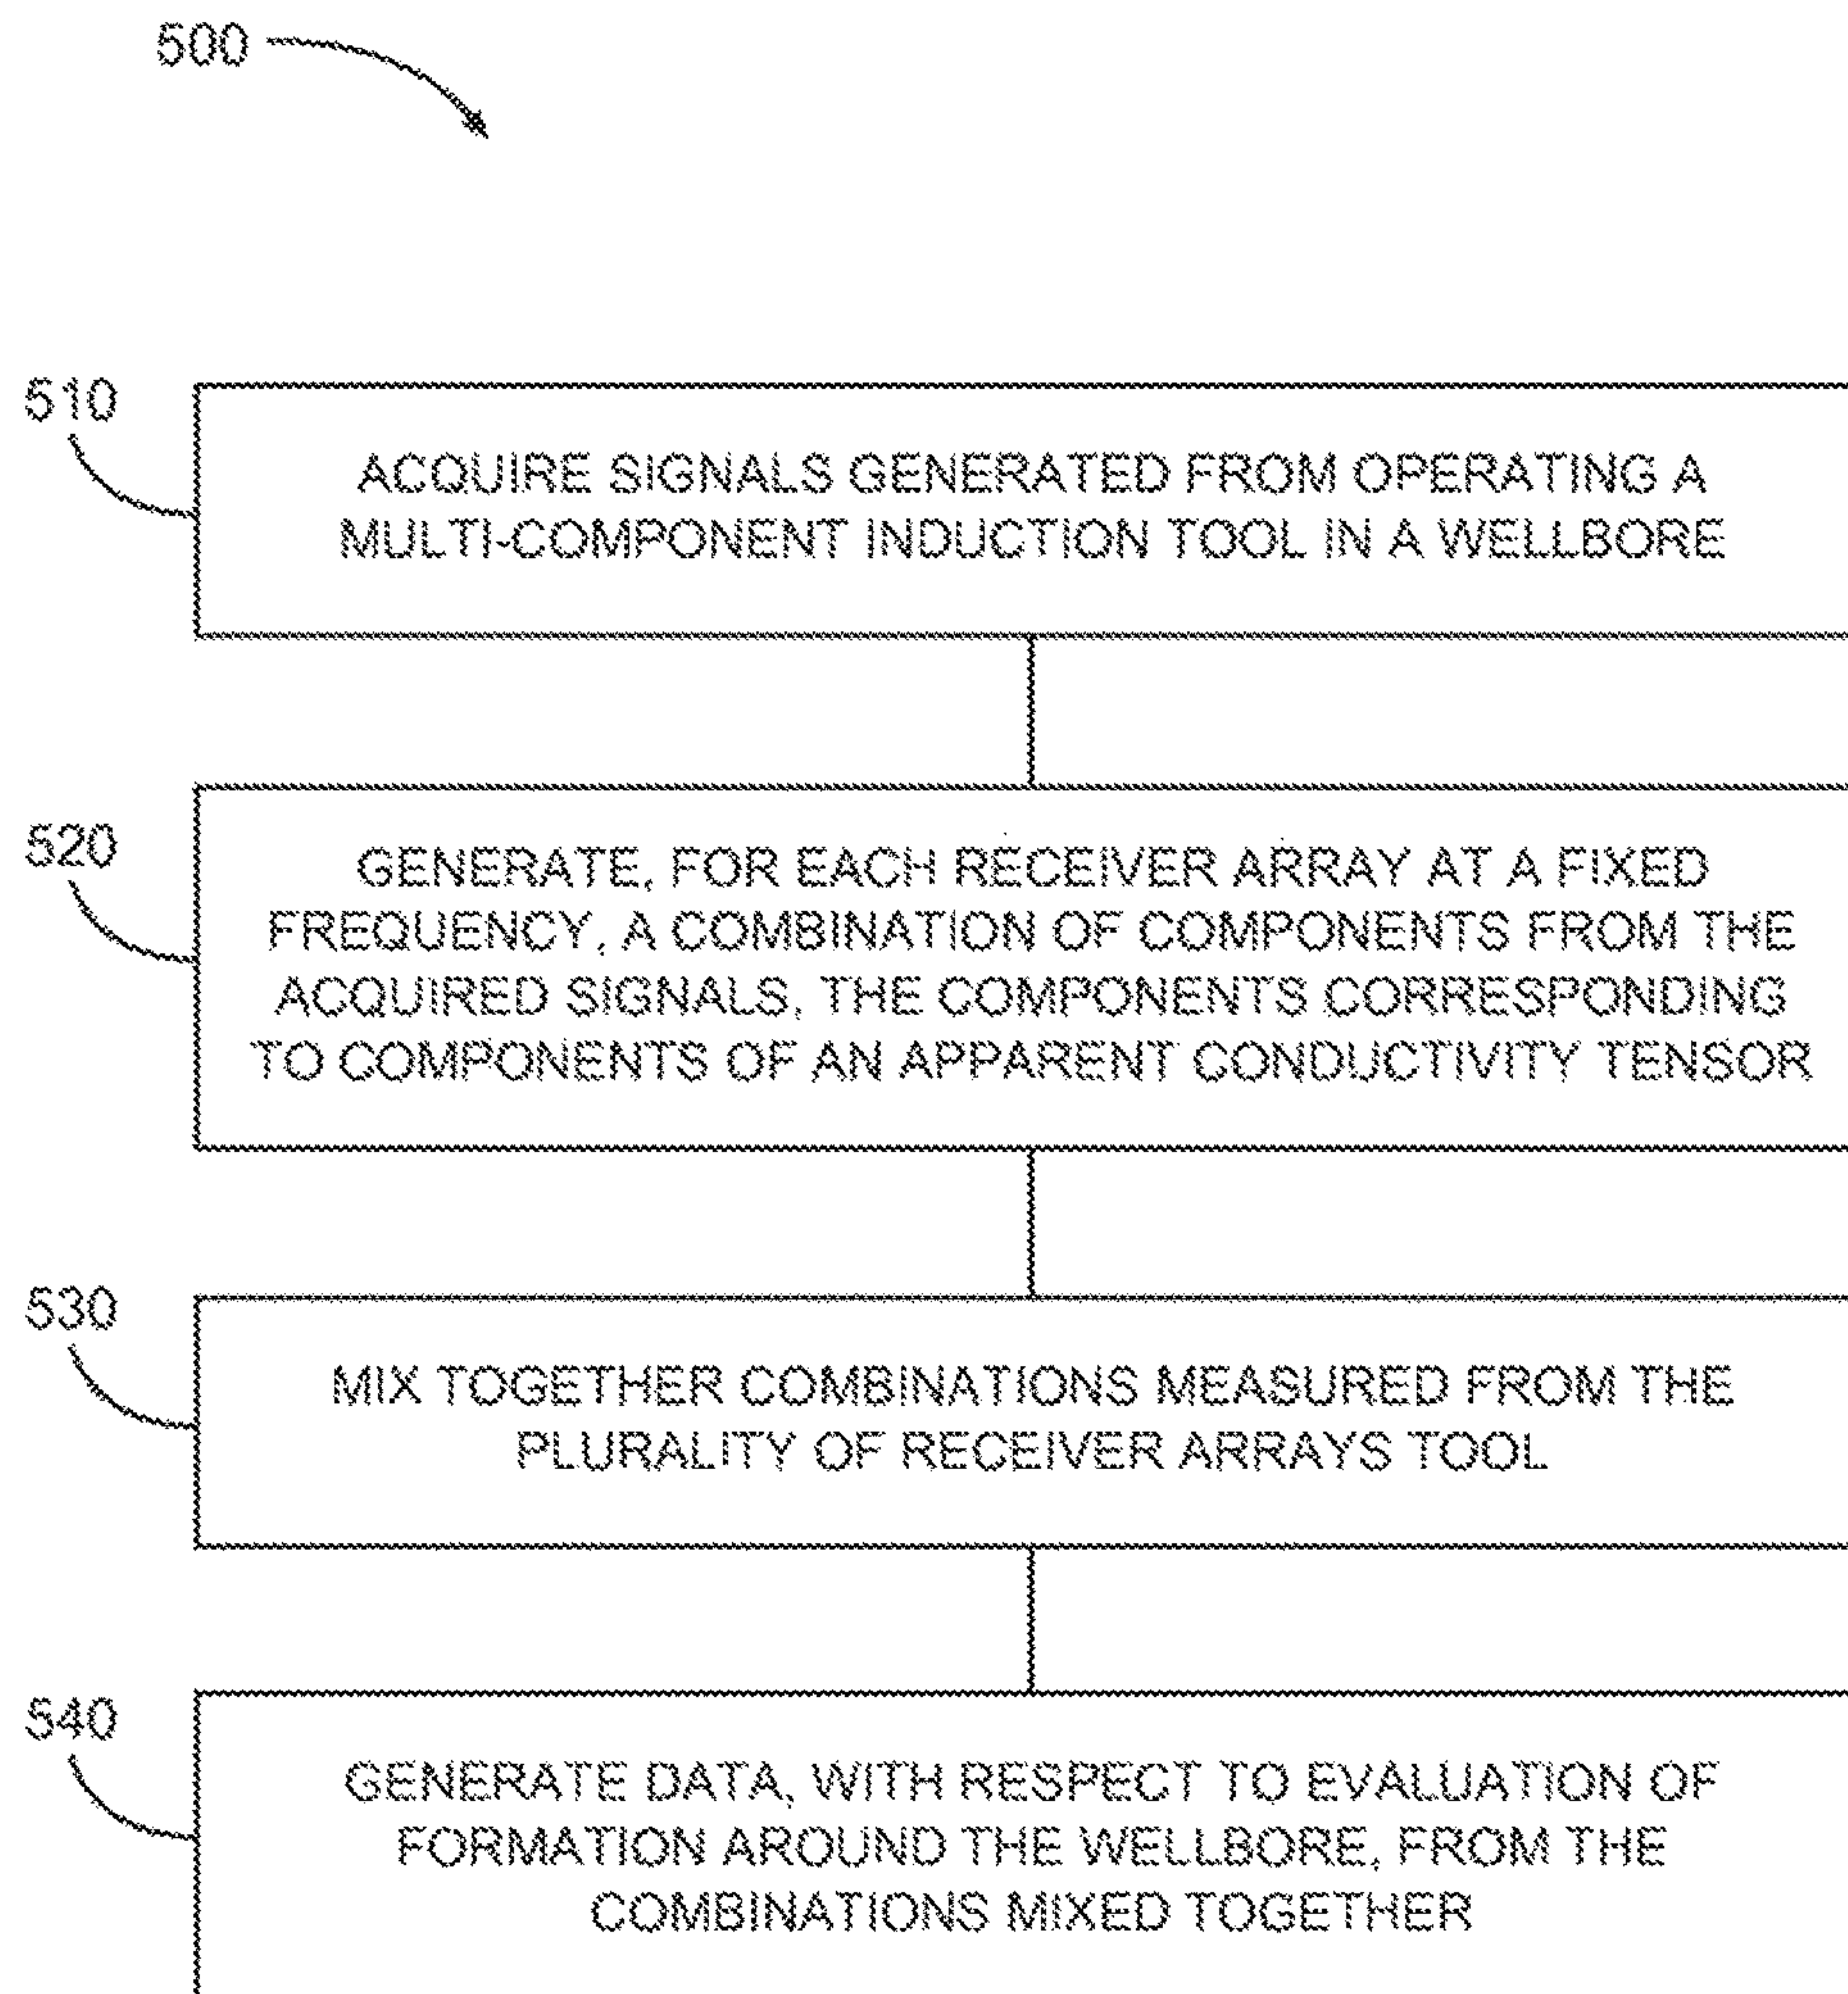 500
510
ACQUIRE SIGNALS GENERATED FROM OPERATING A
MULTI-COMPONENT INDUCTION TOOL IN A WELLBORE
520
GENERATE, FOR EACH RECEIVER ARRAY AT A FIXED
FREQUENCY, A COMBINATION OF COMPONENTS FROM THE
ACQUIRED SIGNALS, THE COMPONENTS CORRESPONDING
TO COMPONENTS OF AN APPARENT CONDUCTIVITY TENSOR
530
MIX TOGETHER COMBINATIONS MEASURED FROM THE
PLURALITY OF RECEIVER ARRAYS TOOL
540
GENERATE DATA, WITH RESPECT TO EVALUATION OF
FORMATION AROUND THE WELLBORE, FROM THE
COMBINATIONS MIXED TOGETHER